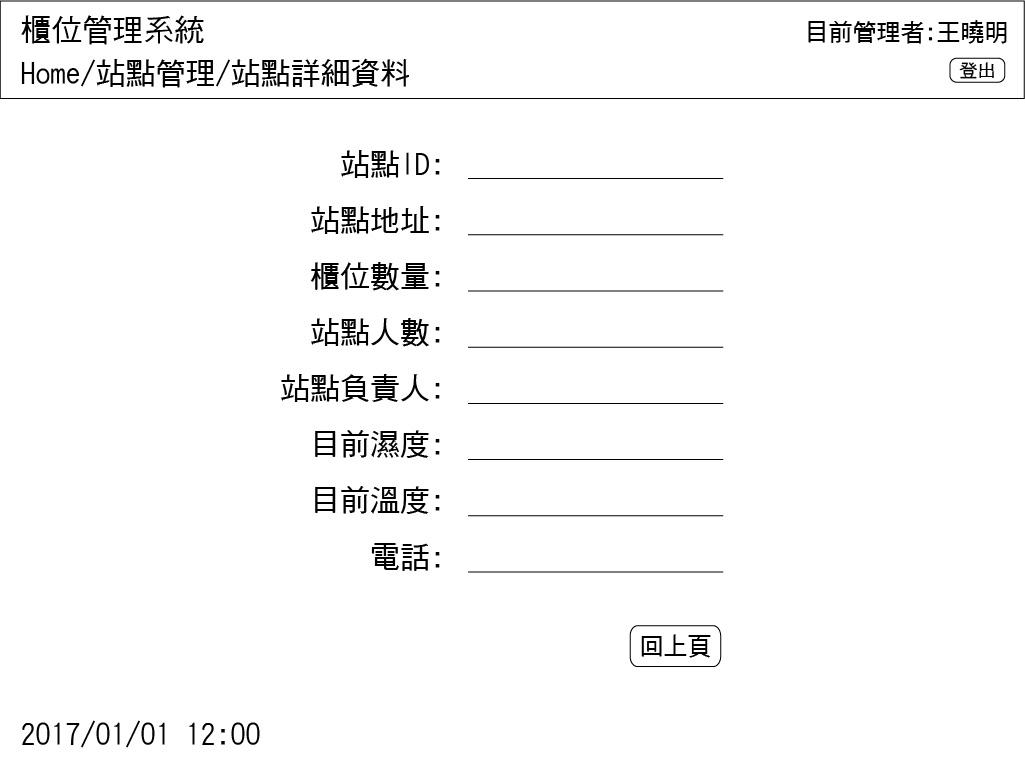 櫃位管理系統
目前管理者:王曉明
Home/站點管理/站點詳細資料
登出
站點ID:
站點地址:
櫃位數量:
站點人數:
站點負責人:
目前濕度:
目前溫度:
電話:
回上頁
2017/01/01 12:00